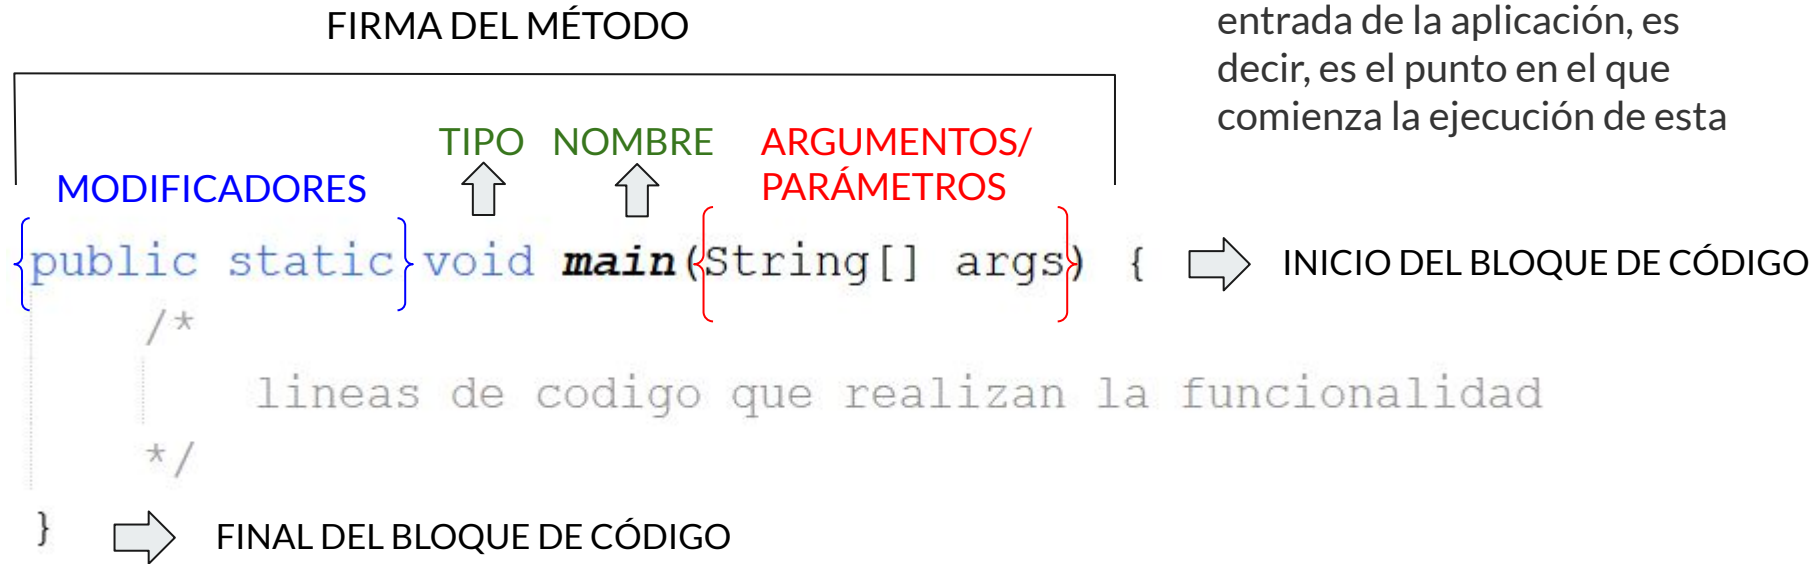 FIRMA DEL MÉTODO
entrada de la aplicación, es
decir, es el punto en el que
comienza la ejecución de esta
TIPO NOMBRE ARGUMENTOS/
PARÁMETROS
MODIFICADORES
public static void main(String[] args) {
INICIO DEL BLOQUE DE CÓDIGO
/*
lineas de codigo que realizan la funcionalidad
*/
}
FINAL DEL BLOQUE DE CÓDIGO